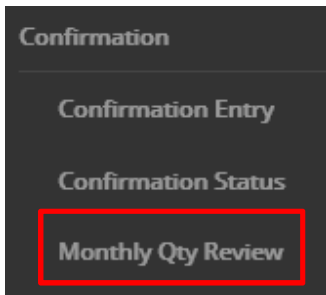 Confirmation
Confirmation Entry
Confirmation Status
Monthly Qty Review